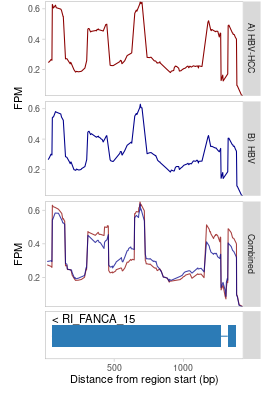 0.6
0.4
0.2
FPM
A) HBV-HCC
0.6
0.4
0.2
FPM
B) HBV
0.6
0.4
0.2
FPM
Combined
< RI_FANCA_15
500
1000
Distance from region start (bp)